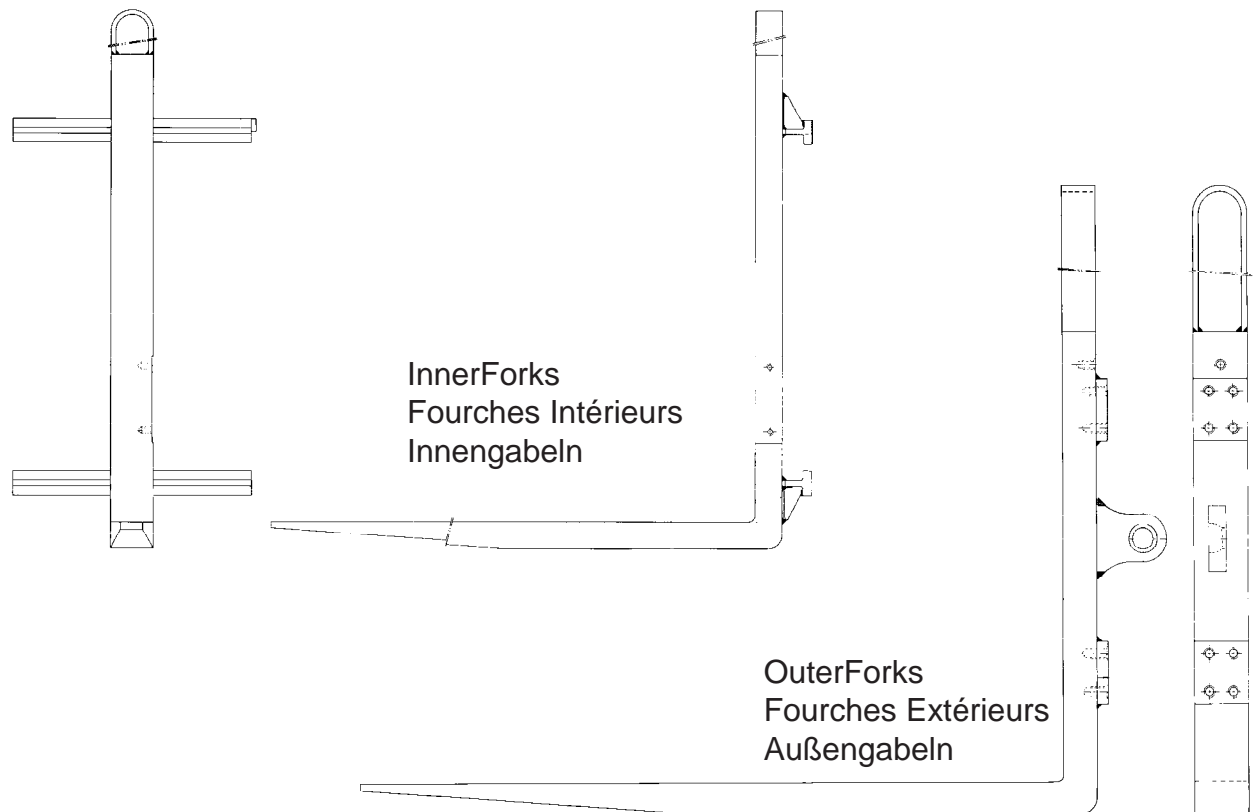 InnerForks
Fourches Intérieurs
Innengabeln
OuterForks
Fourches Extérieurs
Außengabeln